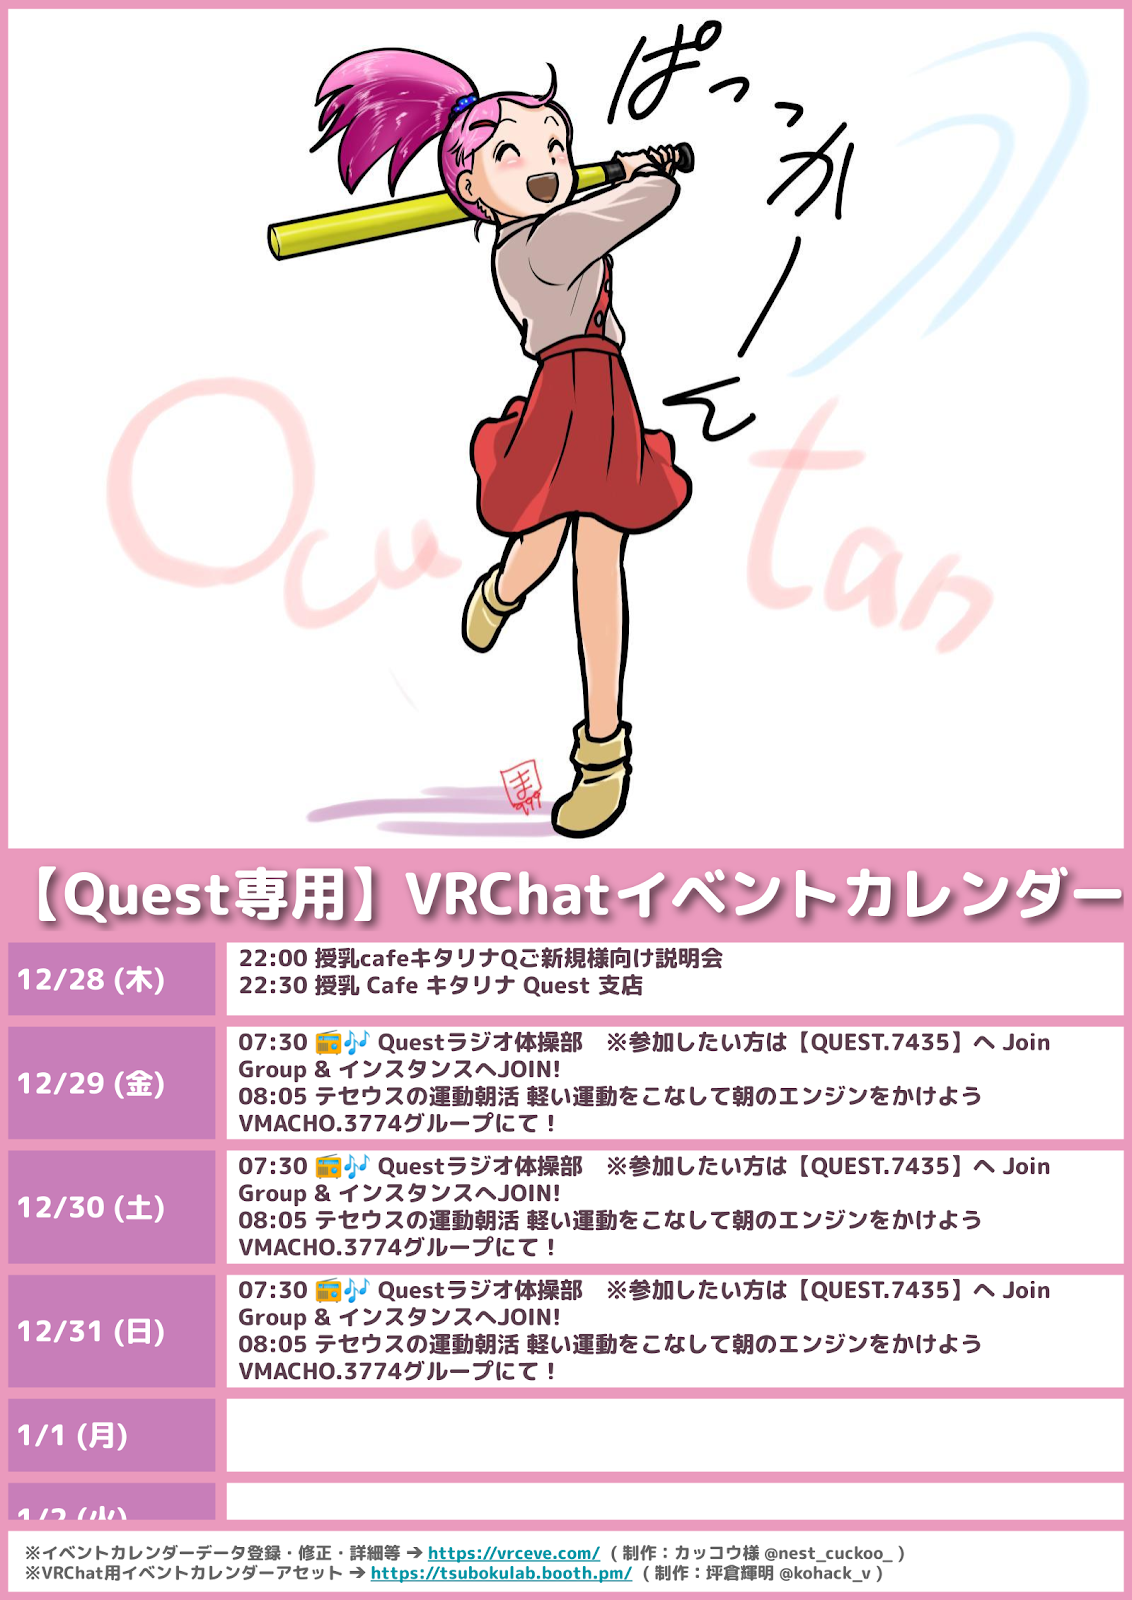 ぱっっかーーん
Ocutan
ま
999
【Quest専用】VRChatイベントカレンダー
12/28 (木)
22:00 授乳cafeキタリナQご新規様向け説明会
22:30 授乳 Cafe キタリナ Quest 支店
12/29 (金)
07:30 📻🎶 Questラジオ体操部　※参加したい方は【QUEST.7435】へ Join
Group & インスタンスへJOIN!
08:05 テセウスの運動朝活 軽い運動をこなして朝のエンジンをかけよう
VMACHO.3774グループにて！
12/30 (土)
07:30 📻🎶 Questラジオ体操部　※参加したい方は【QUEST.7435】へ Join
Group & インスタンスへJOIN!
08:05 テセウスの運動朝活 軽い運動をこなして朝のエンジンをかけよう
VMACHO.3774グループにて！
12/31 (日)
07:30 📻🎶 Questラジオ体操部　※参加したい方は【QUEST.7435】へ Join
Group & インスタンスへJOIN!
08:05 テセウスの運動朝活 軽い運動をこなして朝のエンジンをかけよう
VMACHO.3774グループにて！
1/1 (月)
1/2 (火)
※イベントカレンダーデータ登録・修正・詳細等 ➔ https://vrceve.com/ ( 制作：カッコウ様 @nest_cuckoo_ )
※VRChat用イベントカレンダーアセット ➔ https://tsubokulab.booth.pm/ ( 制作：坪倉輝明 @kohack_v )